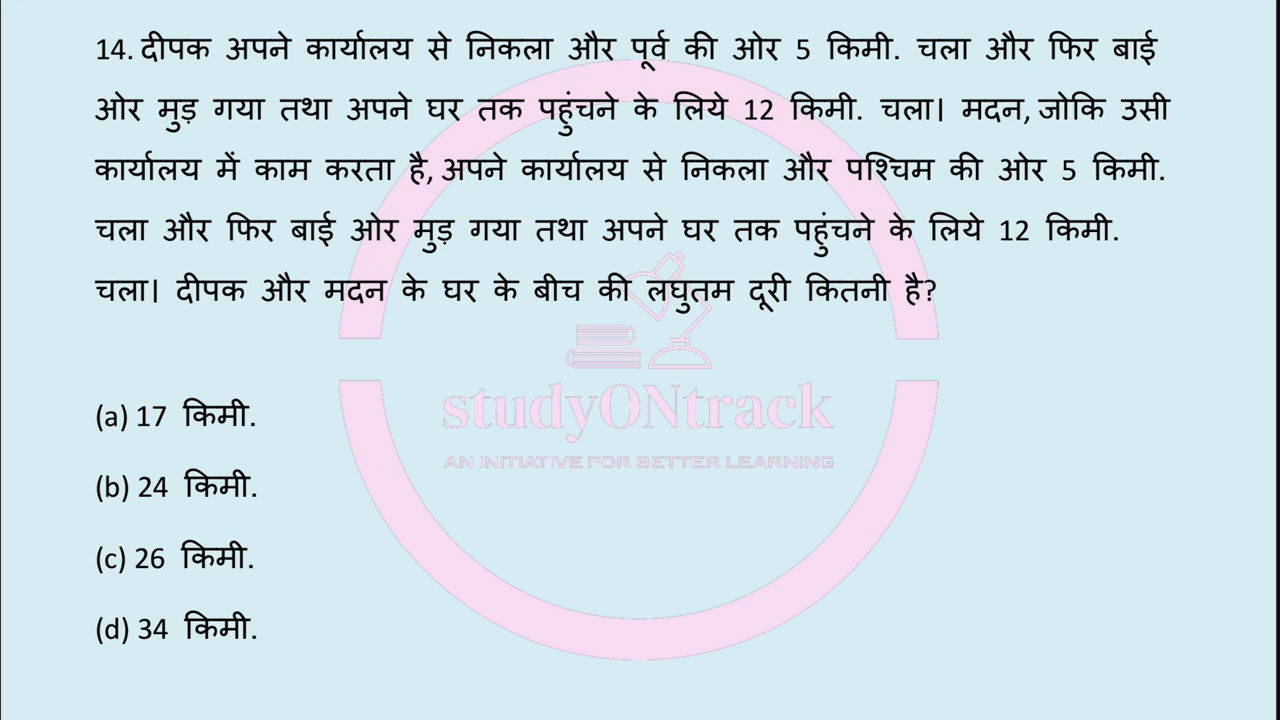 14. दीपक अपने कार्यालय से निकला और पूर्व की ओर 5 किमी. चला और फिर बाई
ओर मुड़ गया तथा अपने घर तक पहुंचने के लिये 12 किमी. चला। मदन, जोकि उसी
कार्यालय में काम करता है, अपने कार्यालय से निकला और पश्चिम की ओर 5 किमी.
चला और फिर बाई ओर मुड़ गया तथा अपने घर तक पहुंचने के लिये 12 किमी.
चला। दीपक और मदन के घर के बीच की लघुतम दूरी कितनी है?
(a) 17 किमी.
studyONtrack
AN INITIATIVE FOR BETTER LEARNING
(b) 24 किमी.
(c) 26 किमी.
(d) 34 किमी.